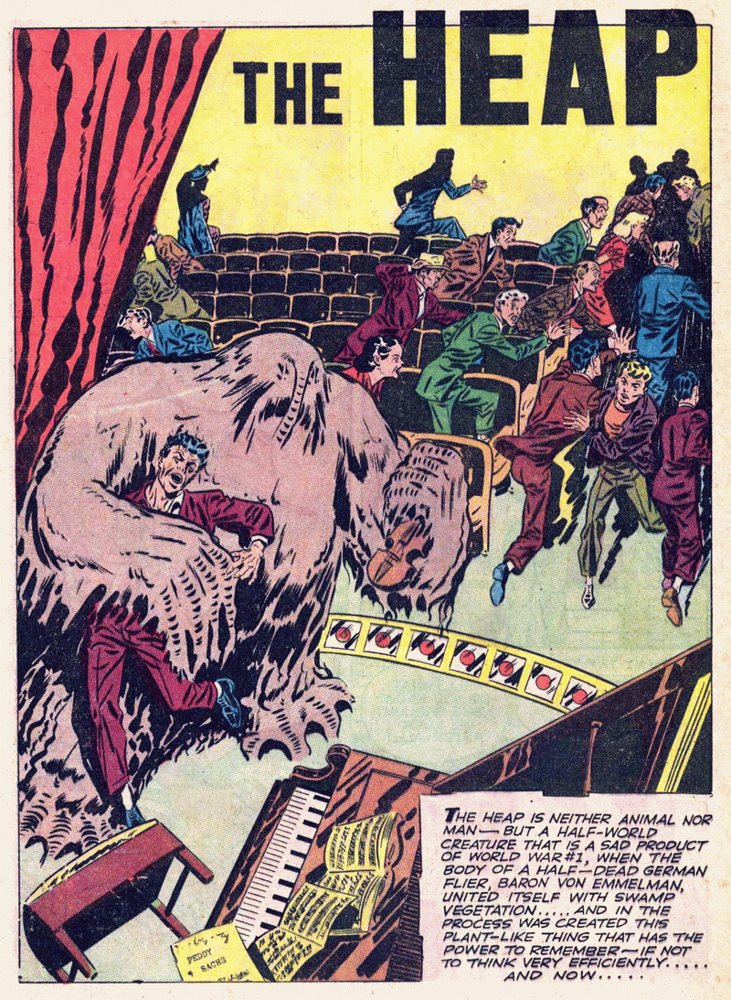 THE HEAP
PEDDY
SACHS
THE HEAP IS NEITHER ANIMAL NOR
MAN— BUT A HALF-WORLD
CREATURE THAT IS A SAD PRODUCT
OF WORLD WAR #1, WHEN THE
BODY OF A HALF—DEAD GERMAN
FLIER, BARON VON EMMELMAN,
UNITED ITSELF WITH SWAMP
VEGETATION..... AND IN THE
PROCESS WAS CREATED THIS
PLANT-LIKE THING THAT HAS THE
POWER TO REMEMBER—IF NOT
TO THINK VERY EFFICIENTLY.....
AND NOW.....